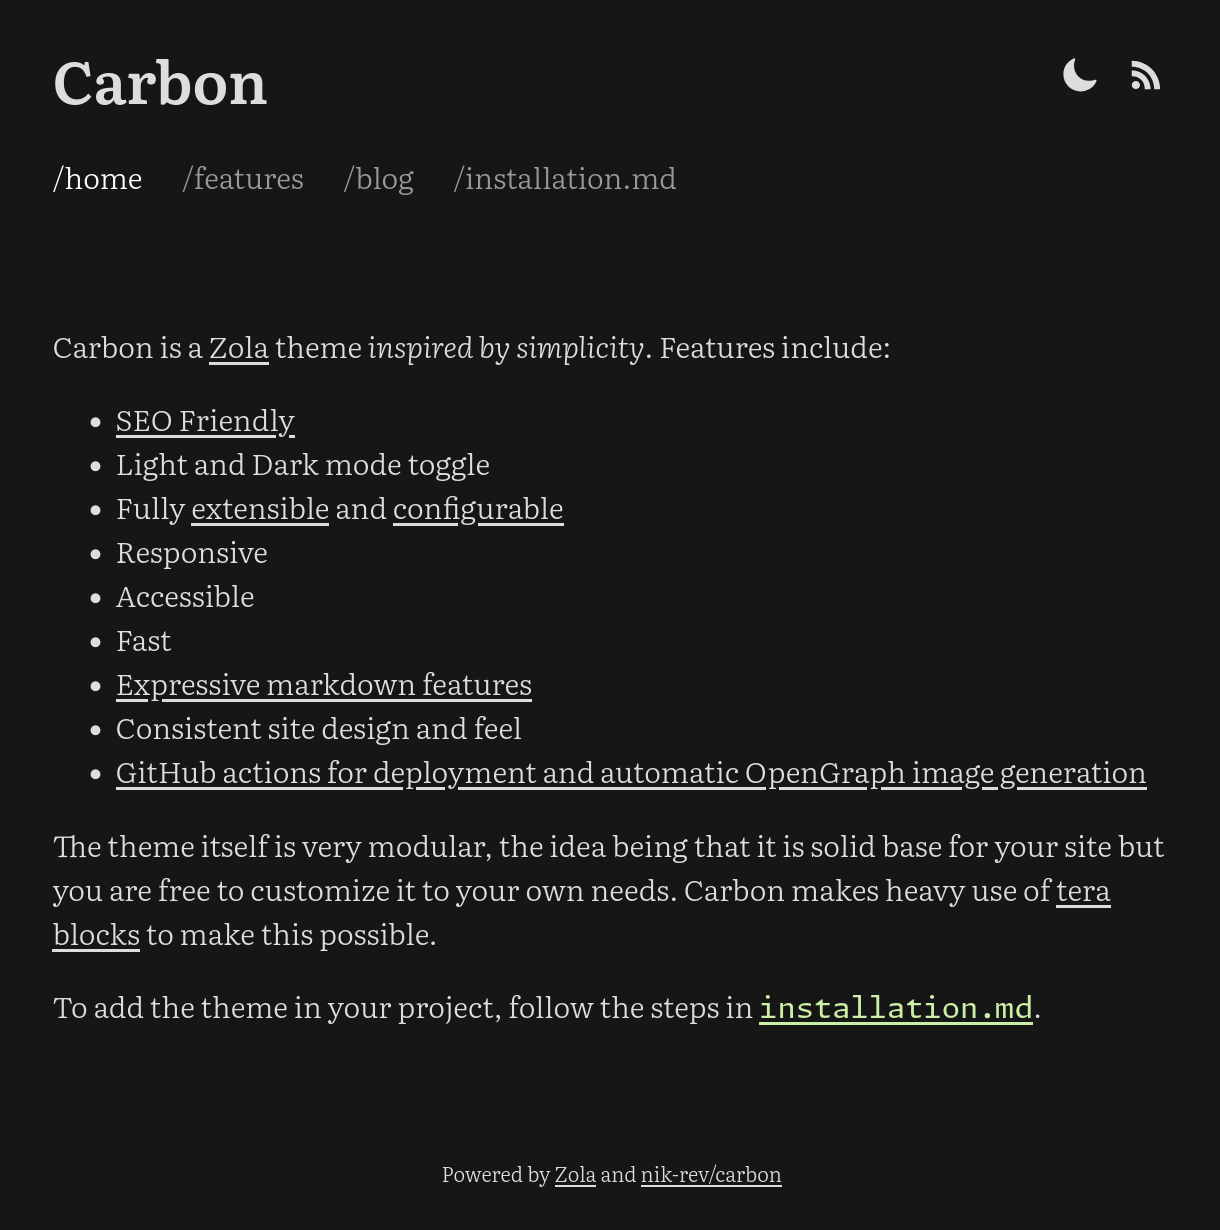 Carbon
/home /features /blog /installation.md
Carbon is a Zola theme inspired by simplicity. Features include:
• SEO Friendly
• Light and Dark mode toggle
• Fully extensible and configurable
• Responsive
• Accessible
• Fast
• Expressive markdown features
• Consistent site design and feel
• GitHub actions for deployment and automatic OpenGraph image generation
The theme itself is very modular, the idea being that it is solid base for your site but
you are free to customize it to your own needs. Carbon makes heavy use of tera
blocks to make this possible.
To add the theme in your project, follow the steps in installation.md.
Powered by Zola and nik-rev/carbon